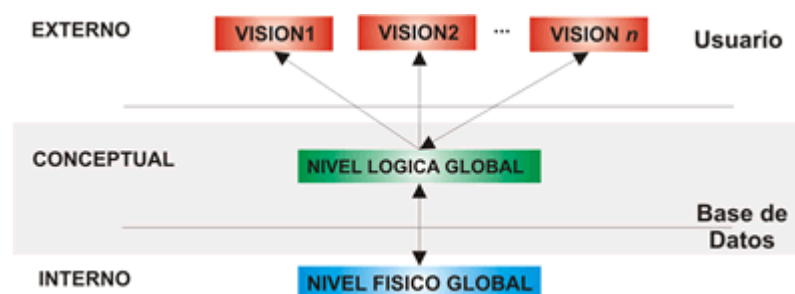 EXTERNO
VISION1
VISION2
...
VISION n
Usuario
CONCEPTUAL
NIVEL LOGICA GLOBAL
Base de
Datos
INTERNO
NIVEL FISICO GLOBAL